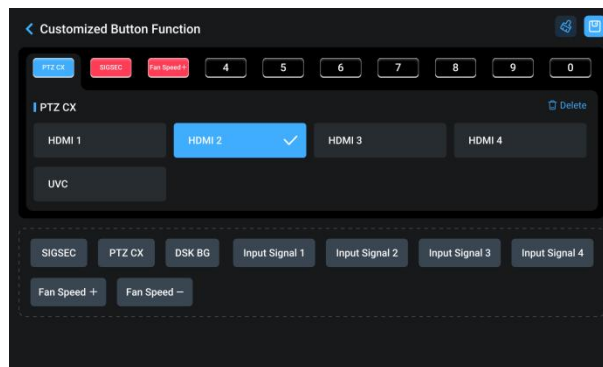 Customized Button Function
PTZ CX SIGSEC Fan Speed + 4 5 6 7 8 9 0
PTZ CX Delete
HDMI 1 HDMI 2 HDMI 3 HDMI 4
UVC
SIGSEC PTZ CX DSK BG Input Signal 1 Input Signal 2 Input Signal 3 Input Signal 4
Fan Speed + Fan Speed −